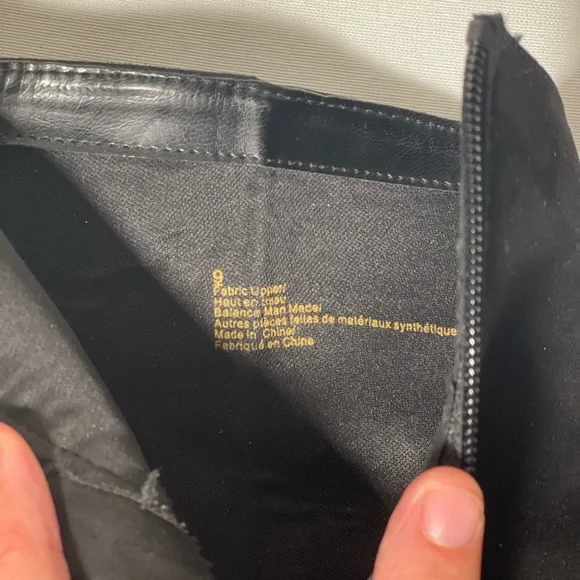 9
Fabric Upper/
Haut en tissu
Balance Man Made/
Autres pièces faites de matériaux synthétique
Made in China/
Fabriqué en Chine